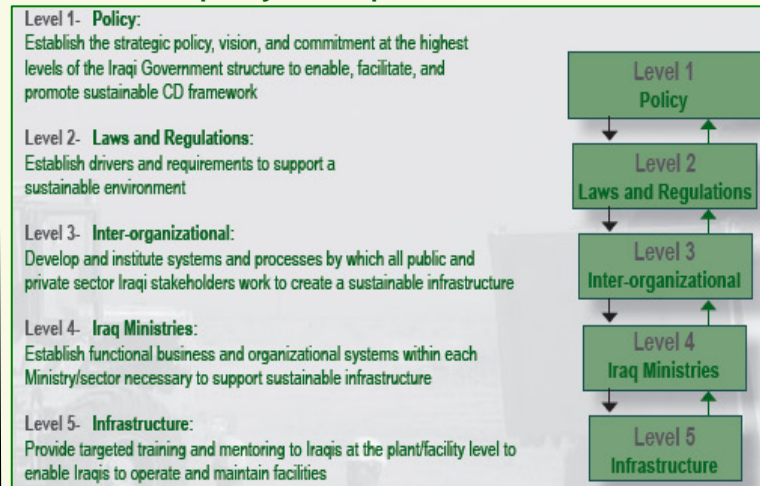 Level 1- Policy:
Establish the strategic policy, vision, and commitment at the highest
levels of the Iraqi Government structure to enable, facilitate, and
promote sustainable CD framework
Level 2- Laws and Regulations:
Establish drivers and requirements to support a
sustainable environment
Level 3- Inter-organizational:
Develop and institute systems and processes by which all public and
private sector Iraqi stakeholders work to create a sustainable infrastructure
Level 4- Iraq Ministries:
Establish functional business and organizational systems within each
Ministry/sector necessary to support sustainable infrastructure
Level 5- Infrastructure:
Provide targeted training and mentoring to Iraqis at the plant/facility level to
enable Iraqis to operate and maintain facilities
Level 1
Policy
Level 2
Laws and Regulations
Level 3
Inter-organizational
Level 4
Iraq Ministries
Level 5
Infrastructure